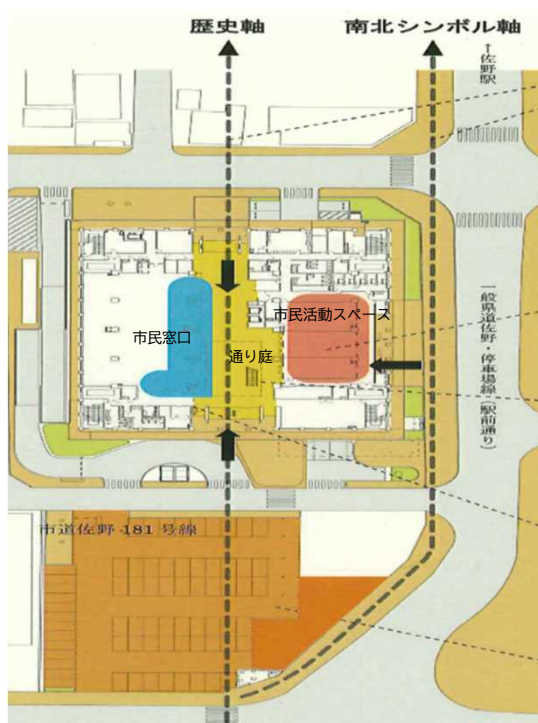 歴史軸
南北シンボル軸
←佐野駅
市民窓口
通り庭
市民活動スペース
一般県道佐野・停車場線(駅前通り)
市道佐野181号線